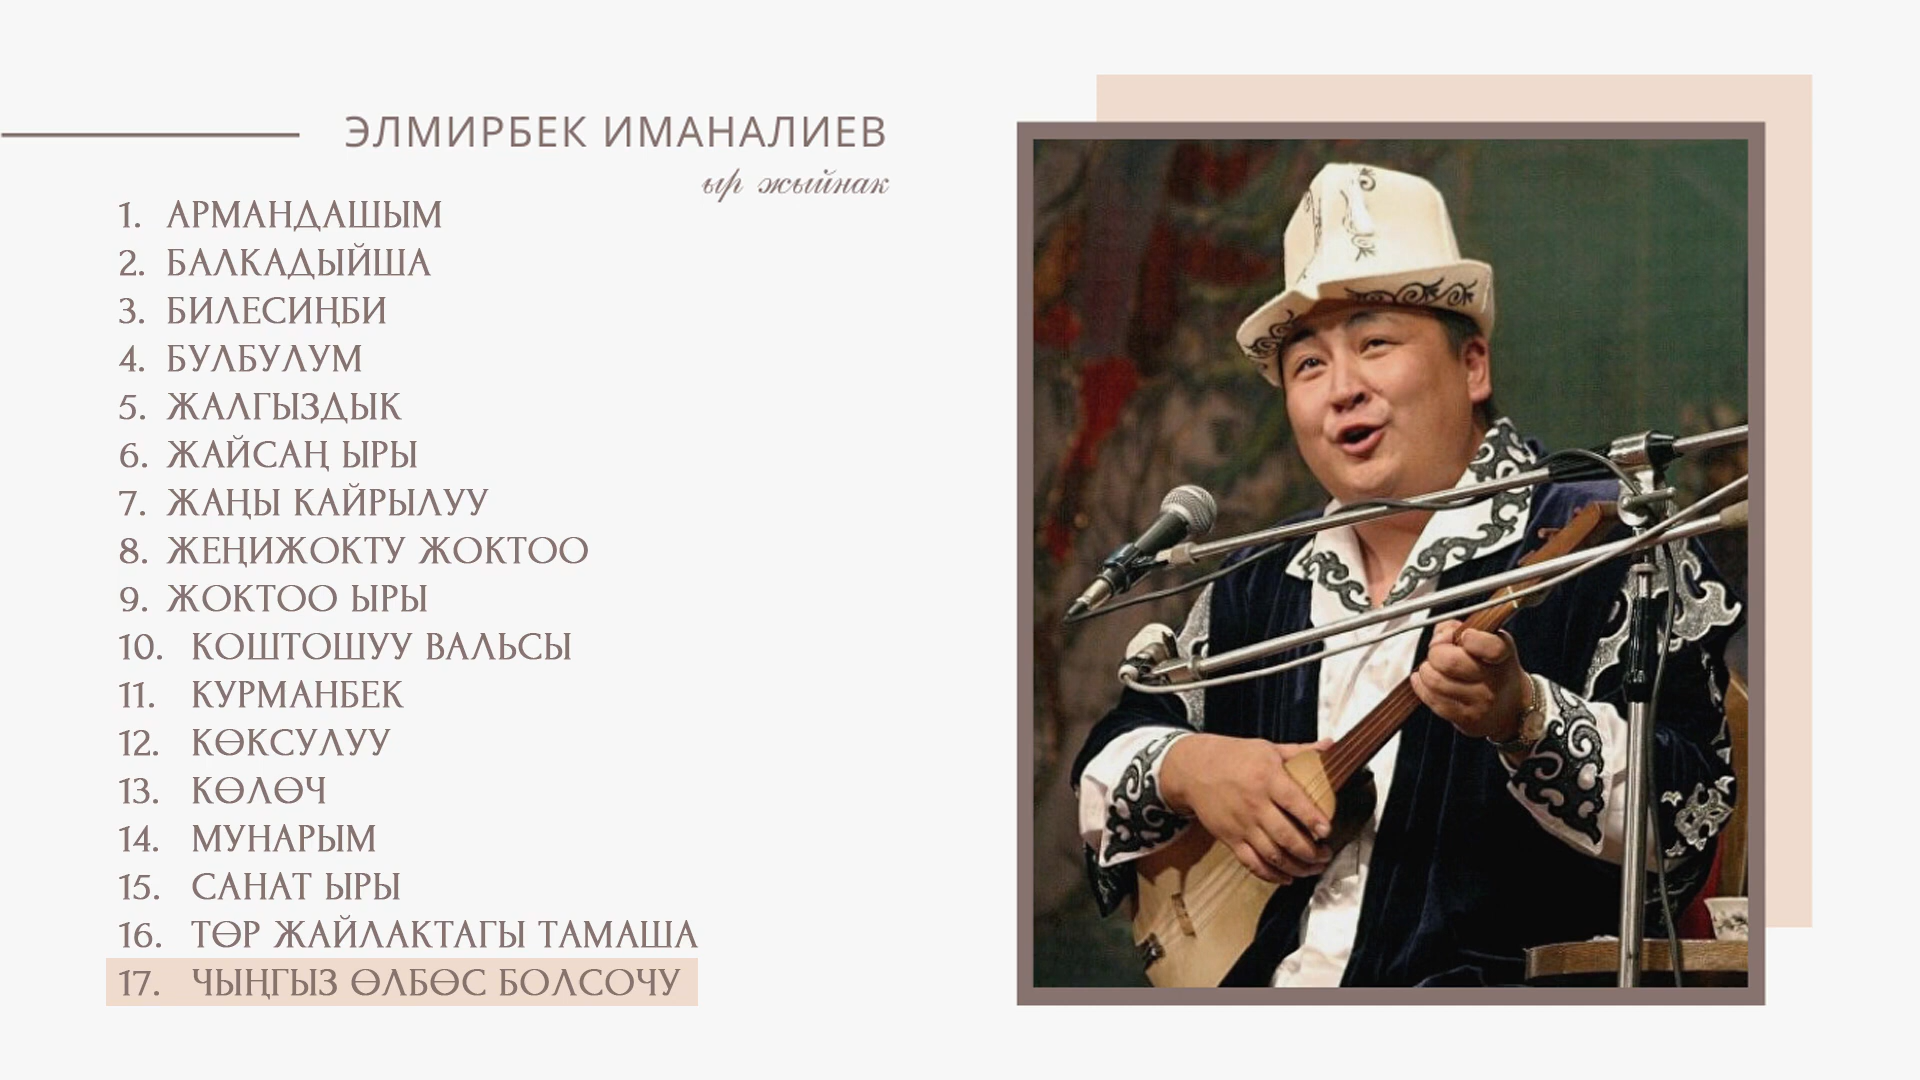 ЭЛМИРБЕК ИМАНАЛИЕВ
ыр жыйнак
1. АРМАНДАШЫМ
2. БАЛКАДЫЙША
3. БИЛЕСИҢБИ
4. БУЛБУЛУМ
5. ЖАЛГЫЗДЫК
6. ЖАЙСАҢ ЫРЫ
7. ЖАҢЫ КАЙРЫЛУУ
8. ЖЕҢИЖОКТУ ЖОКТОО
9. ЖОКТОО ЫРЫ
10. КОШТОШУУ ВАЛЬСЫ
11. КУРМАНБЕК
12. КӨКСУЛУУ
13. КӨЛӨЧ
14. МУНАРЫМ
15. САНАТ ЫРЫ
16. ТӨР ЖАЙЛАКТАГЫ ТАМАША
17. ЧЫҢГЫЗ ӨЛБӨС БОЛСОЧУ